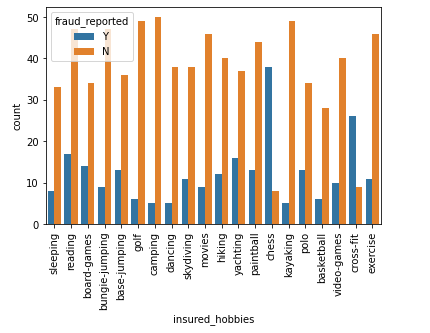 fraud_reported
Y
N
count
50
40
30
20
10
0
sleeping
reading
board-games
bungie-jumping
base-jumping
golf
camping
dancing
skydiving
movies
hiking
yachting
paintball
chess
kayaking
polo
basketball
video-games
cross-fit
exercise
insured_hobbies